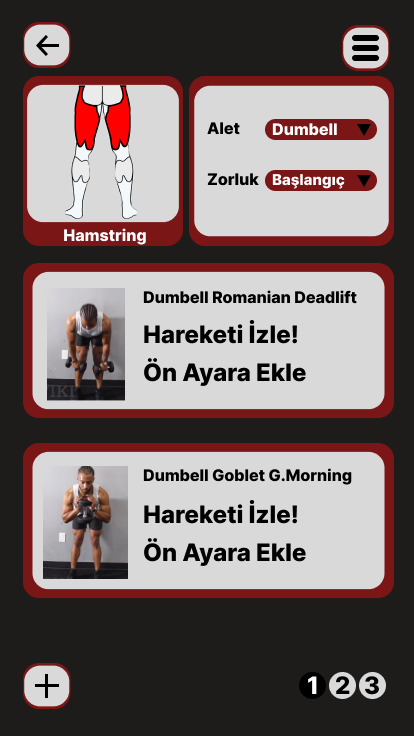 Alet
Dumbell
Zorluk
Başlangıç
Hamstring
Dumbell Romanian Deadlift
Hareketi İzle!
Ön Ayara Ekle
Dumbell Goblet G.Morning
Hareketi İzle!
Ön Ayara Ekle
1 2 3